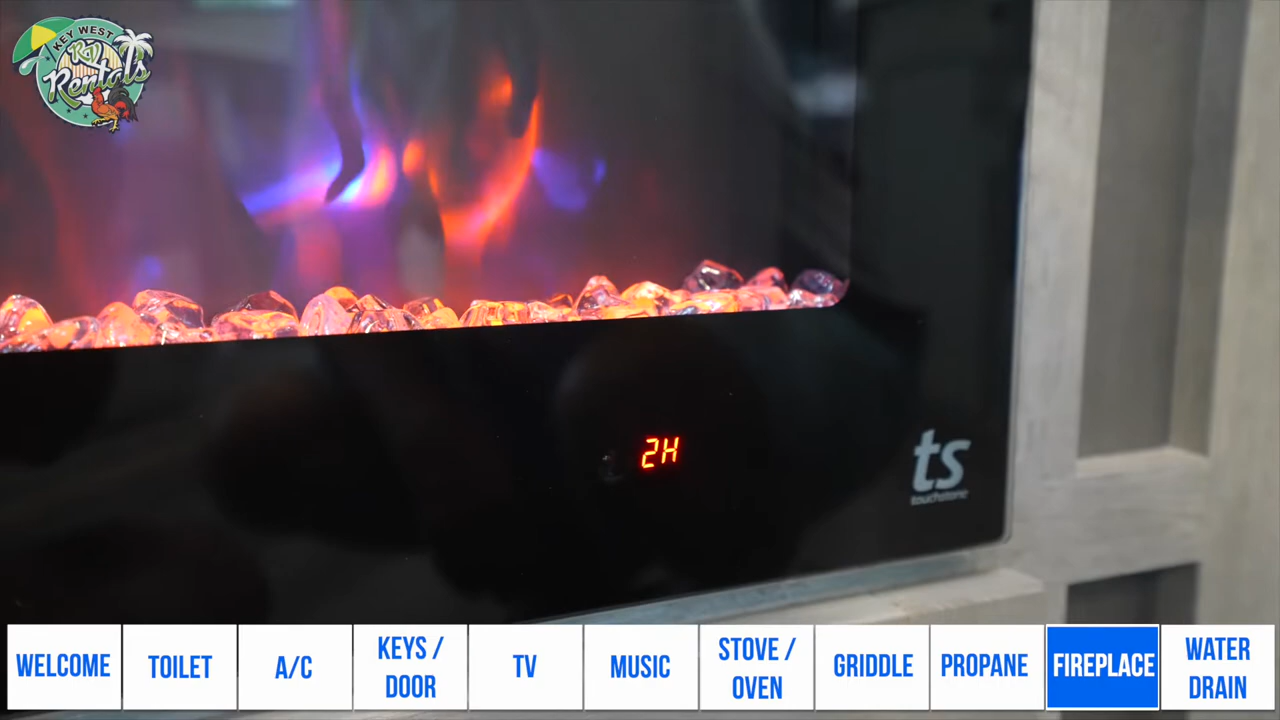 KEY WEST
RV
Rentals
2H
ts
touchstone
WELCOME
TOILET
A/C
KEYS /
DOOR
TV
MUSIC
STOVE /
OVEN
GRIDDLE
PROPANE
FIREPLACE
WATER
DRAIN